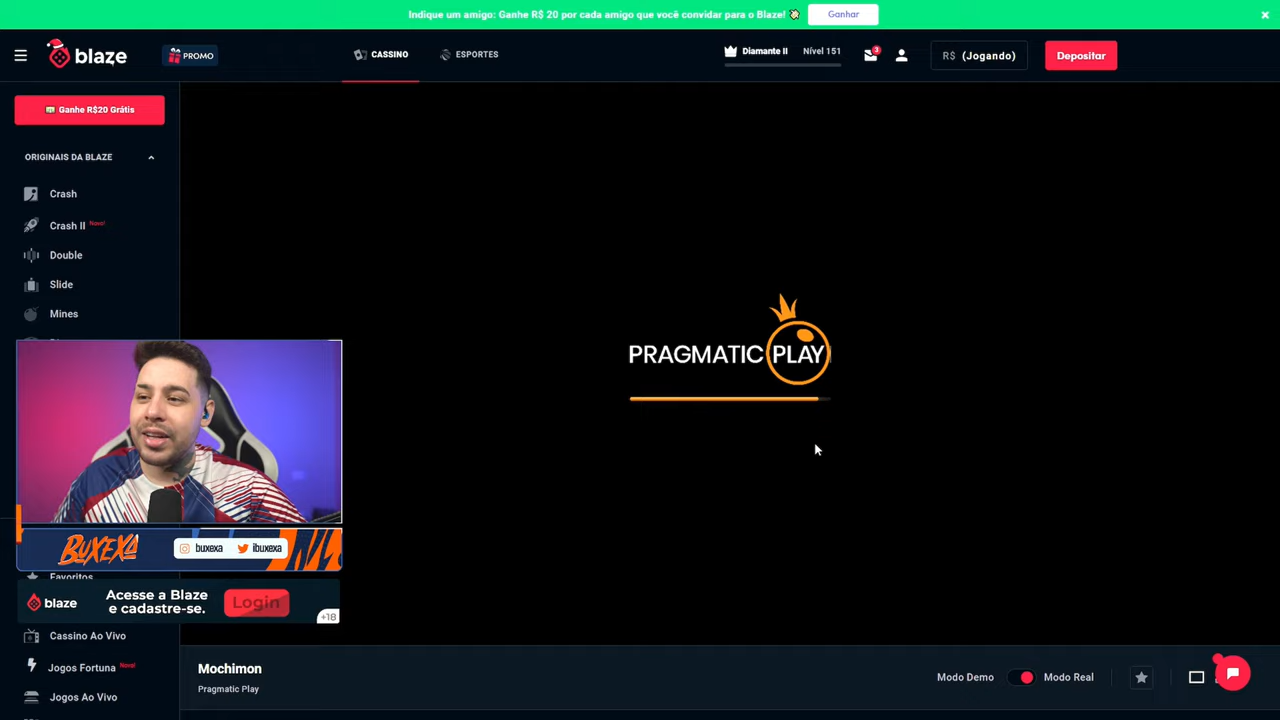 Indique um amigo: Ganhe R$ 20 por cada amigo que você convidar para o Blaze!
Ganhar
blaze
PROMO
CASSINO
ESPORTES
Diamante II
Nível 151
3
R$ (Jogando)
Depositar
Ganhe R$20 Grátis
ORIGINAIS DA BLAZE
Crash
Crash II Novo!
Double
Slide
Mines
PRAGMATIC PLAY
BUXEXA
buxexa
ibuxexa
Favoritos
blaze
Acesse a Blaze
e cadastre-se.
Login
+18
Cassino Ao Vivo
Jogos Fortuna Novo!
Jogos Ao Vivo
Mochimon
Pragmatic Play
Modo Demo
Modo Real